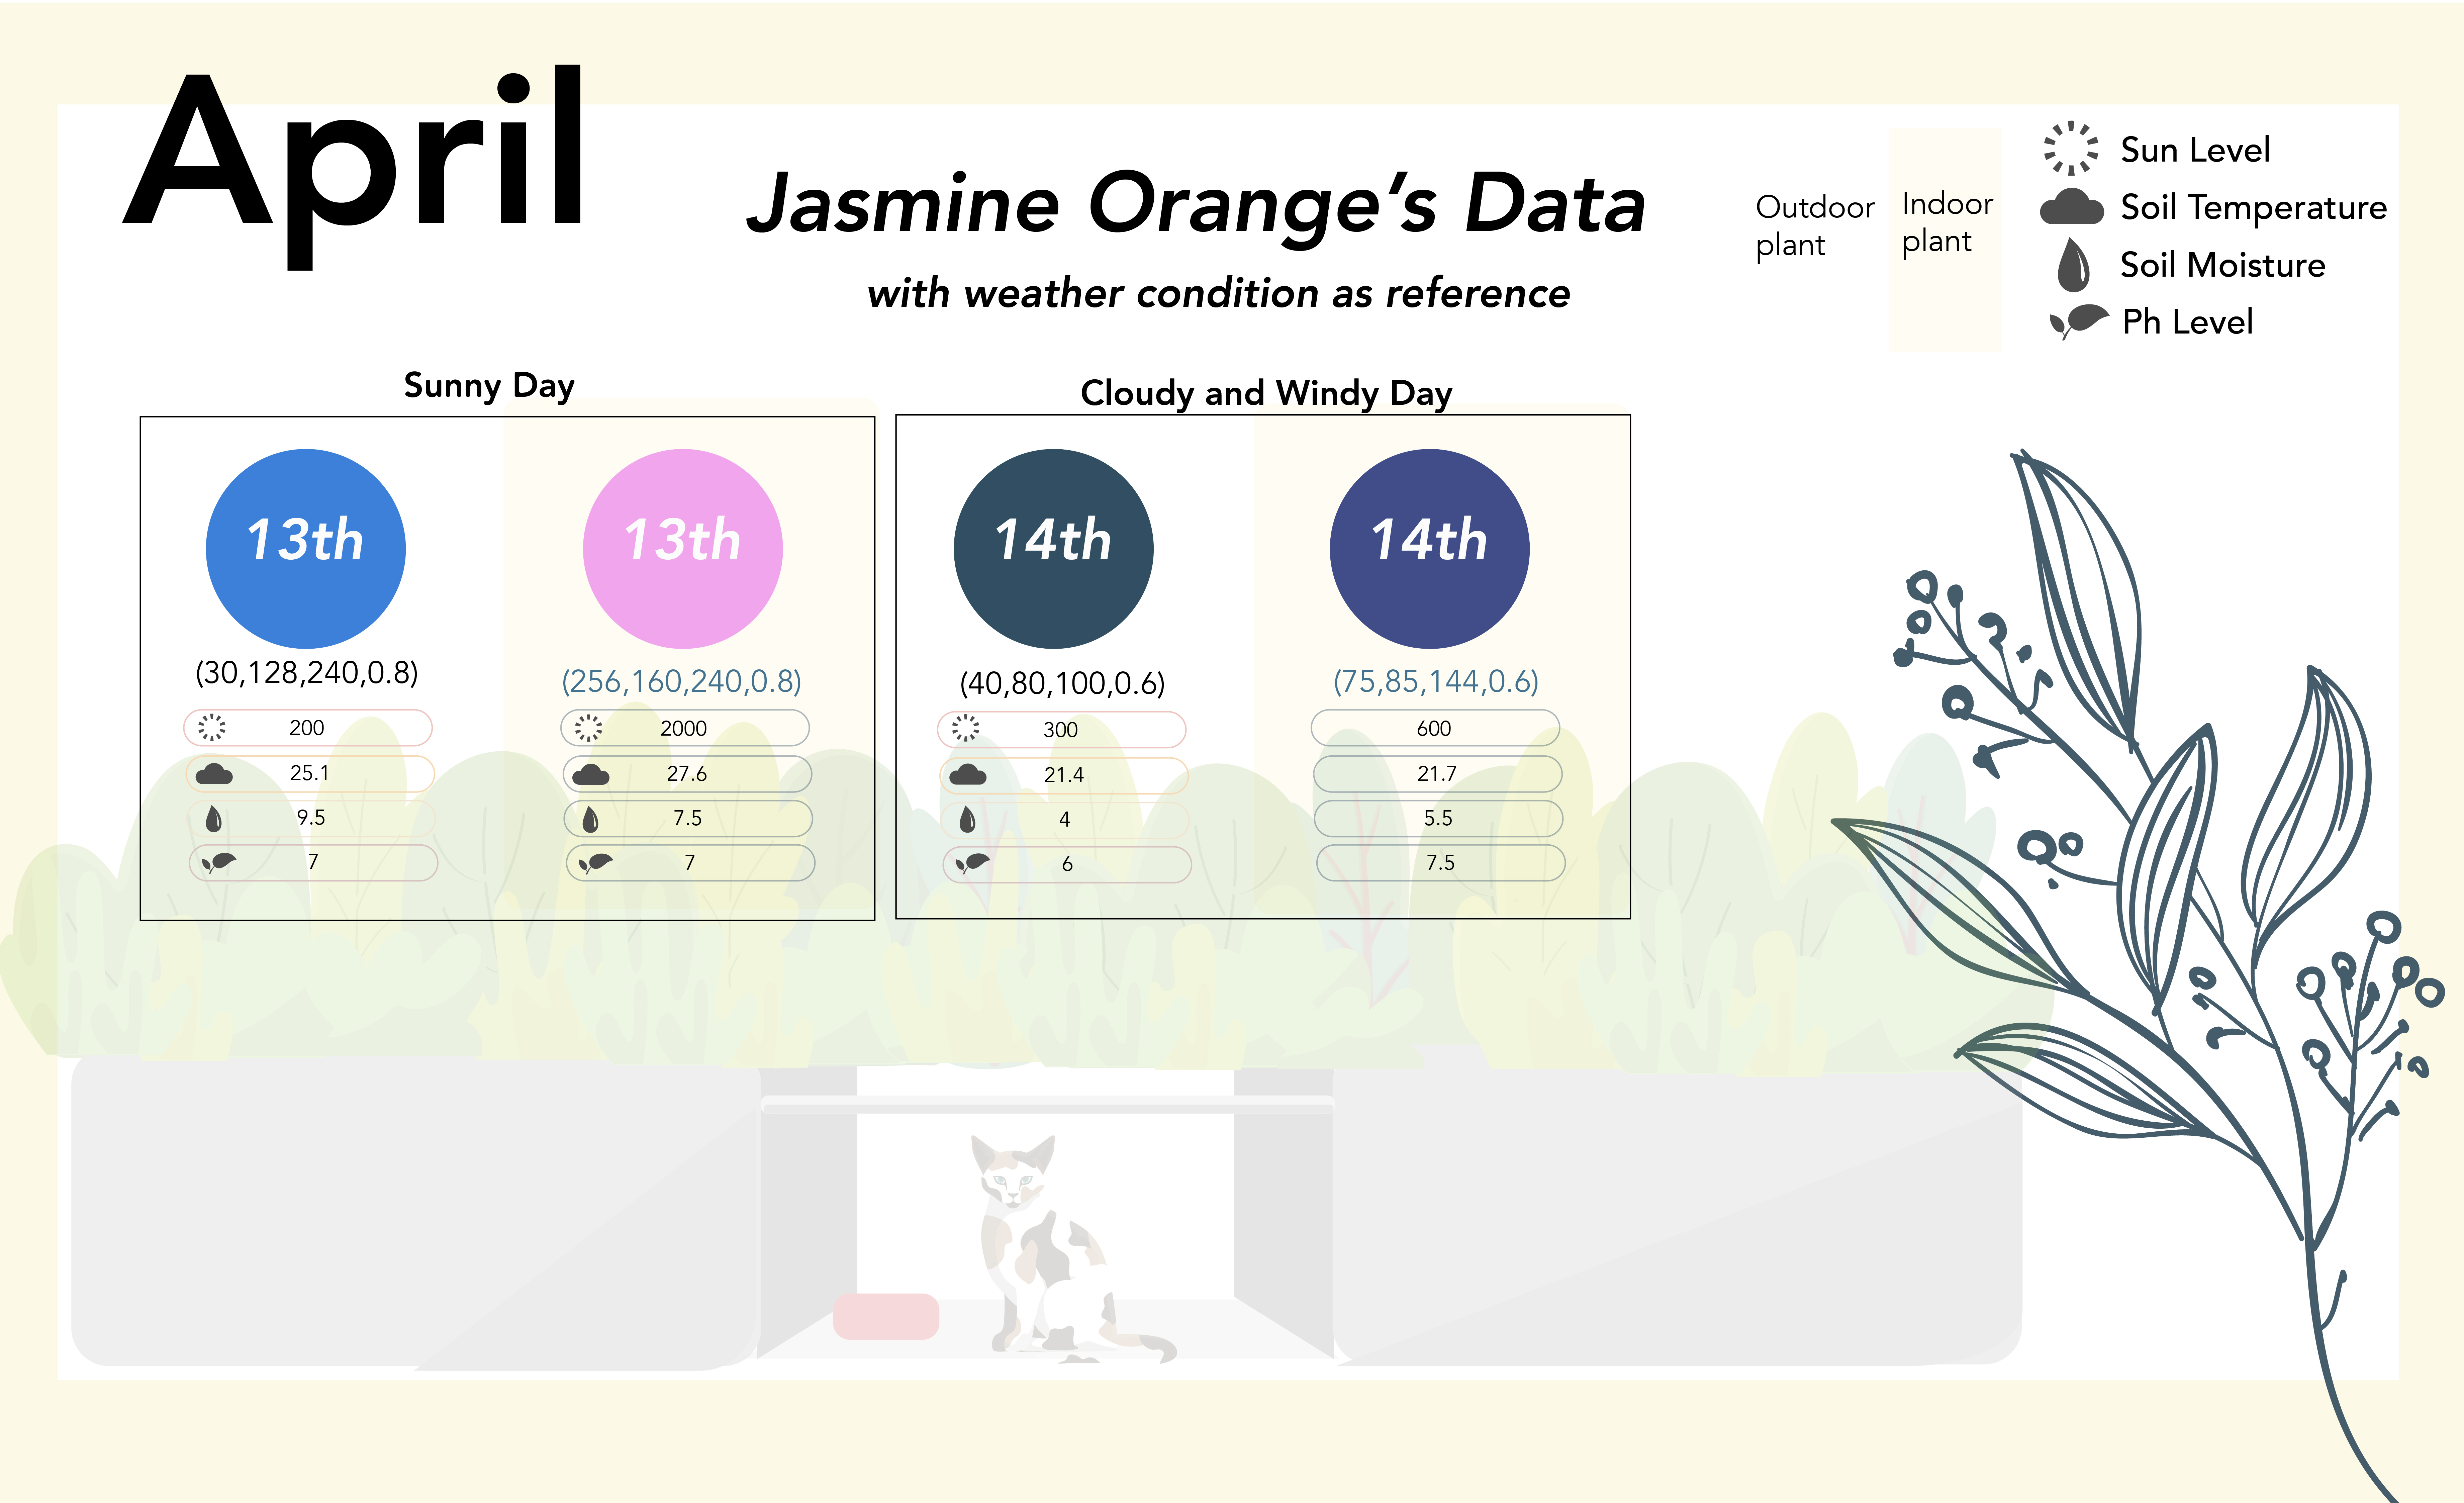 April
Jasmine Orange's Data
with weather condition as reference
Outdoor
plant
Indoor
plant
Sun Level
Soil Temperature
Soil Moisture
Ph Level
Sunny Day
13th
(30,128,240,0.8)
200
25.1
9.5
7
13th
(256,160,240,0.8)
2000
27.6
7.5
7
Cloudy and Windy Day
14th
(40,80,100,0.6)
300
21.4
4
6
14th
(75,85,144,0.6)
600
21.7
5.5
7.5